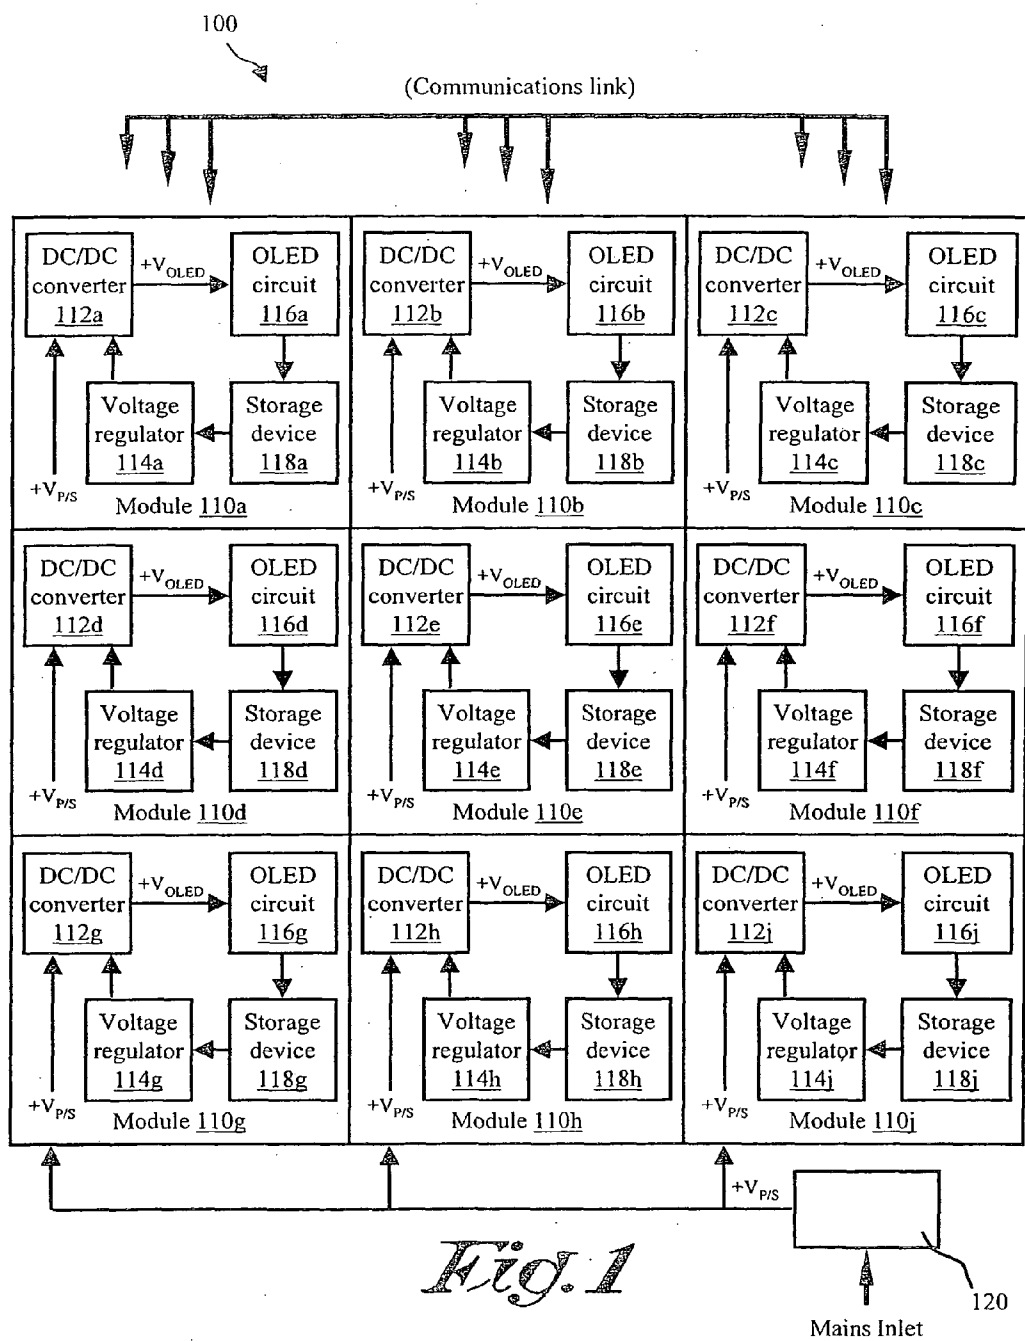 100
(Communications link)
DC/DC
converter
112a
+VOLED
OLED
circuit
116a
Voltage
regulator
114a
Storage
device
118a
+VP/S
Module 110a
DC/DC
converter
112b
+VOLED
OLED
circuit
116b
Voltage
regulator
114b
Storage
device
118b
+VP/S
Module 110b
DC/DC
converter
112c
+VOLED
OLED
circuit
116c
Voltage
regulator
114c
Storage
device
118c
+VP/S
Module 110c
DC/DC
converter
112d
+VOLED
OLED
circuit
116d
Voltage
regulator
114d
Storage
device
118d
+VP/S
Module 110d
DC/DC
converter
112e
+VOLED
OLED
circuit
116e
Voltage
regulator
114e
Storage
device
118e
+VP/S
Module 110e
DC/DC
converter
112f
+VOLED
OLED
circuit
116f
Voltage
regulator
114f
Storage
device
118f
+VP/S
Module 110f
DC/DC
converter
112g
+VOLED
OLED
circuit
116g
Voltage
regulator
114g
Storage
device
118g
+VP/S
Module 110g
DC/DC
converter
112h
+VOLED
OLED
circuit
116h
Voltage
regulator
114h
Storage
device
118h
+VP/S
Module 110h
DC/DC
converter
112j
+VOLED
OLED
circuit
116j
Voltage
regulator
114j
Storage
device
118j
+VP/S
Module 110j
+VP/S
Fig.1
120
Mains Inlet